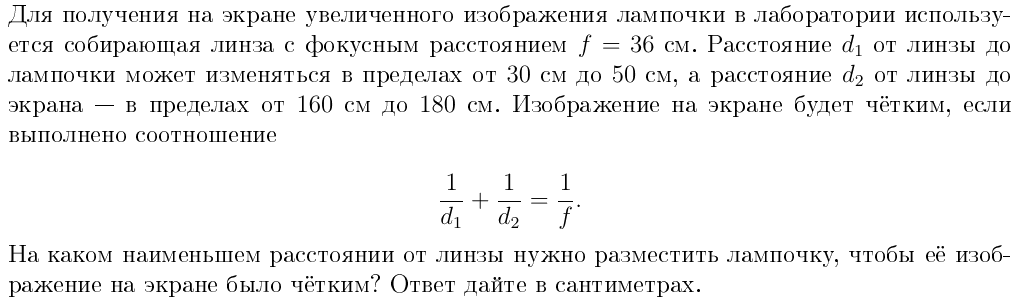 Для получения на экране увеличенного изображения лампочки в лаборатории использу-
ется собирающая линза с фокусным расстоянием f = 36 см. Расстояние d₁ от линзы до
лампочки может изменяться в пределах от 30 см до 50 см, а расстояние d₂ от линзы до
экрана — в пределах от 160 см до 180 см. Изображение на экране будет чётким, если
выполнено соотношение
1/d₁ + 1/d₂ = 1/f.
На каком наименьшем расстоянии от линзы нужно разместить лампочку, чтобы её изоб-
ражение на экране было чётким? Ответ дайте в сантиметрах.